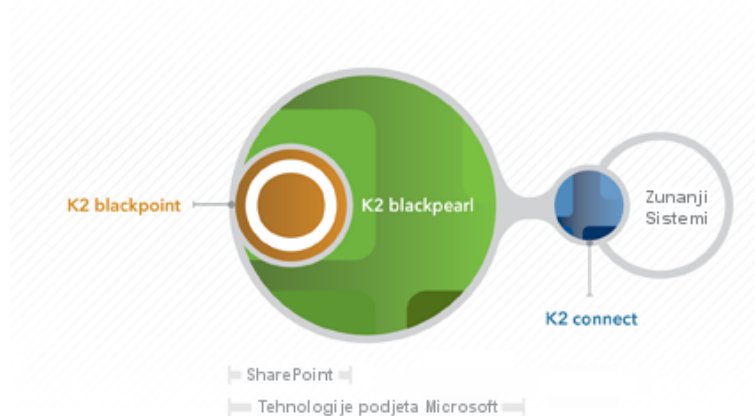 K2 blackpoint
K2 blackpearl
Zunanji
Sistemi
K2 connect
SharePoint
Tehnologije podjeta Microsoft